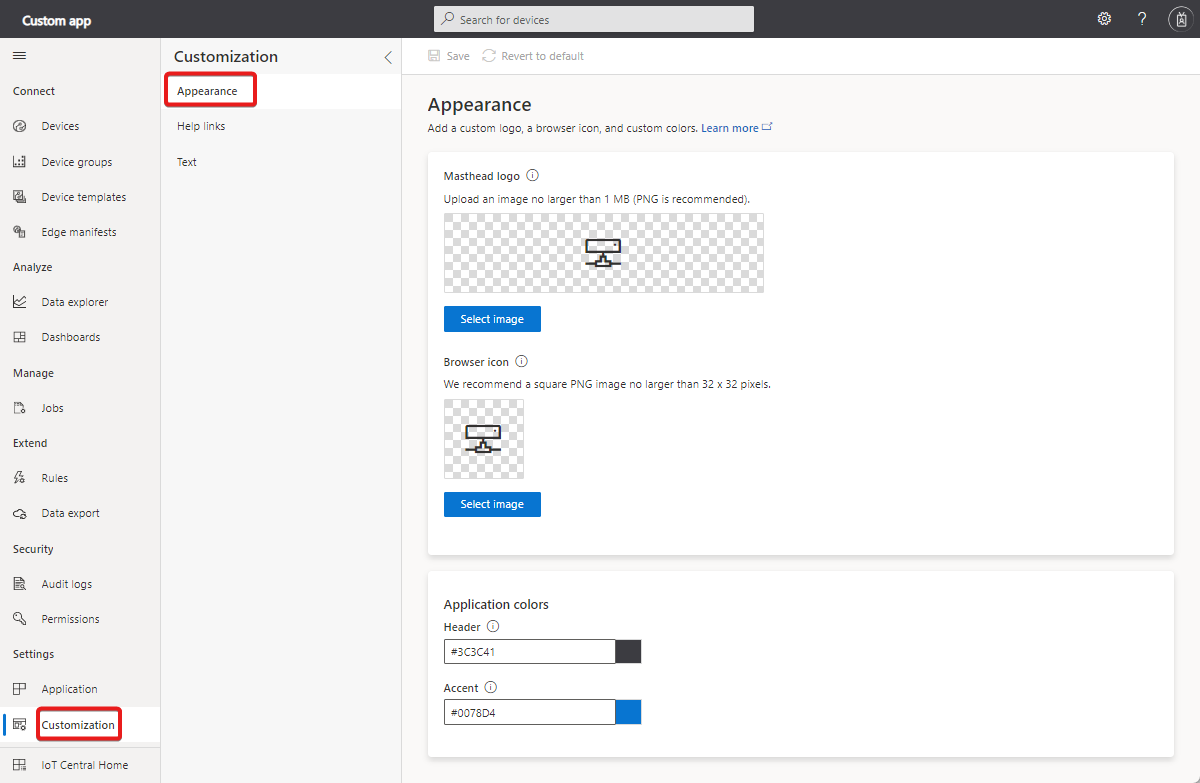 Custom app
Search for devices
?
Connect
Devices
Device groups
Device templates
Edge manifests
Analyze
Data explorer
Dashboards
Manage
Jobs
Extend
Rules
Data export
Security
Audit logs
Permissions
Settings
Application
Customization
IoT Central Home
Customization
Appearance
Help links
Text
Save
Revert to default
Appearance
Add a custom logo, a browser icon, and custom colors. Learn more
Masthead logo
Upload an image no larger than 1 MB (PNG is recommended).
Select image
Browser icon
We recommend a square PNG image no larger than 32 x 32 pixels.
Select image
Application colors
Header
#3C3C41
Accent
#0078D4